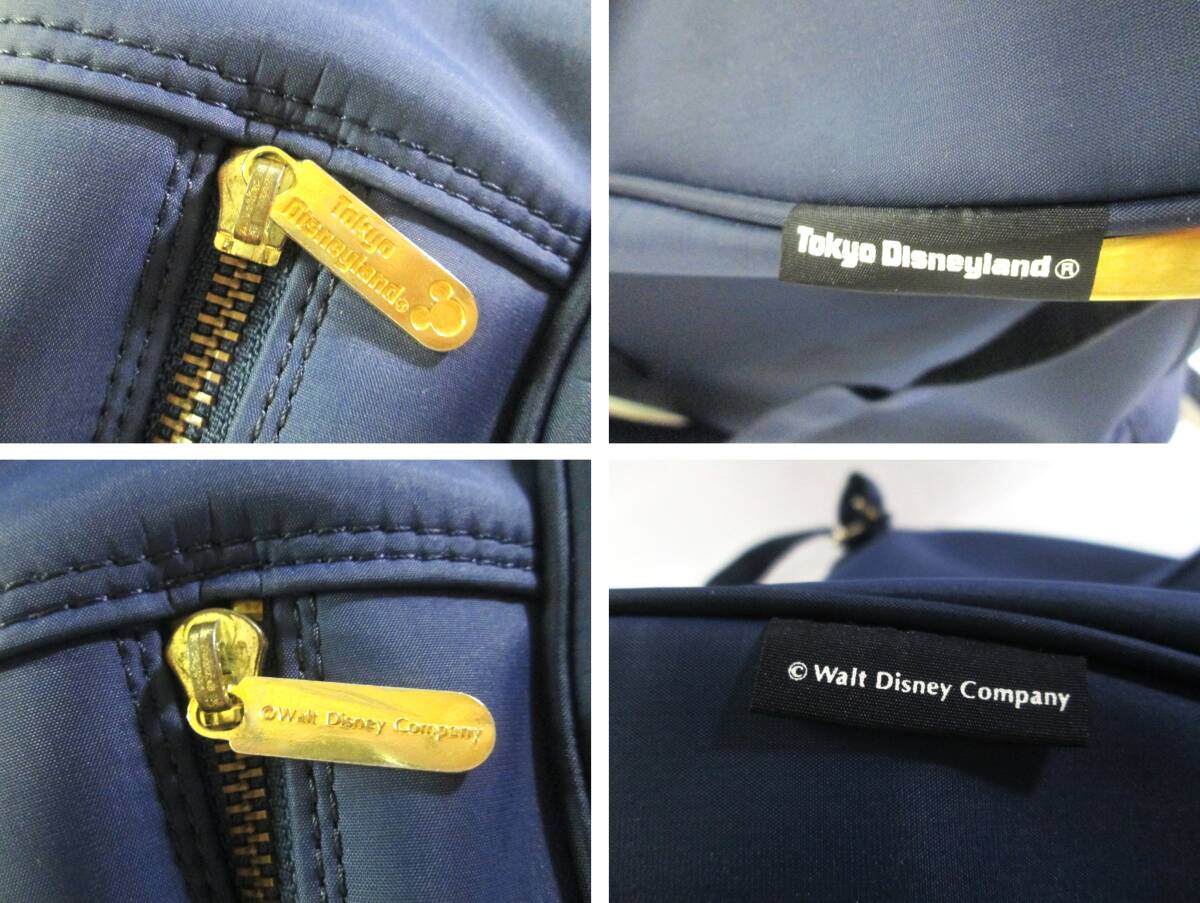 Tokyo
Disneyland®
Tokyo Disneyland®
©Walt Disney Company
© Walt Disney Company